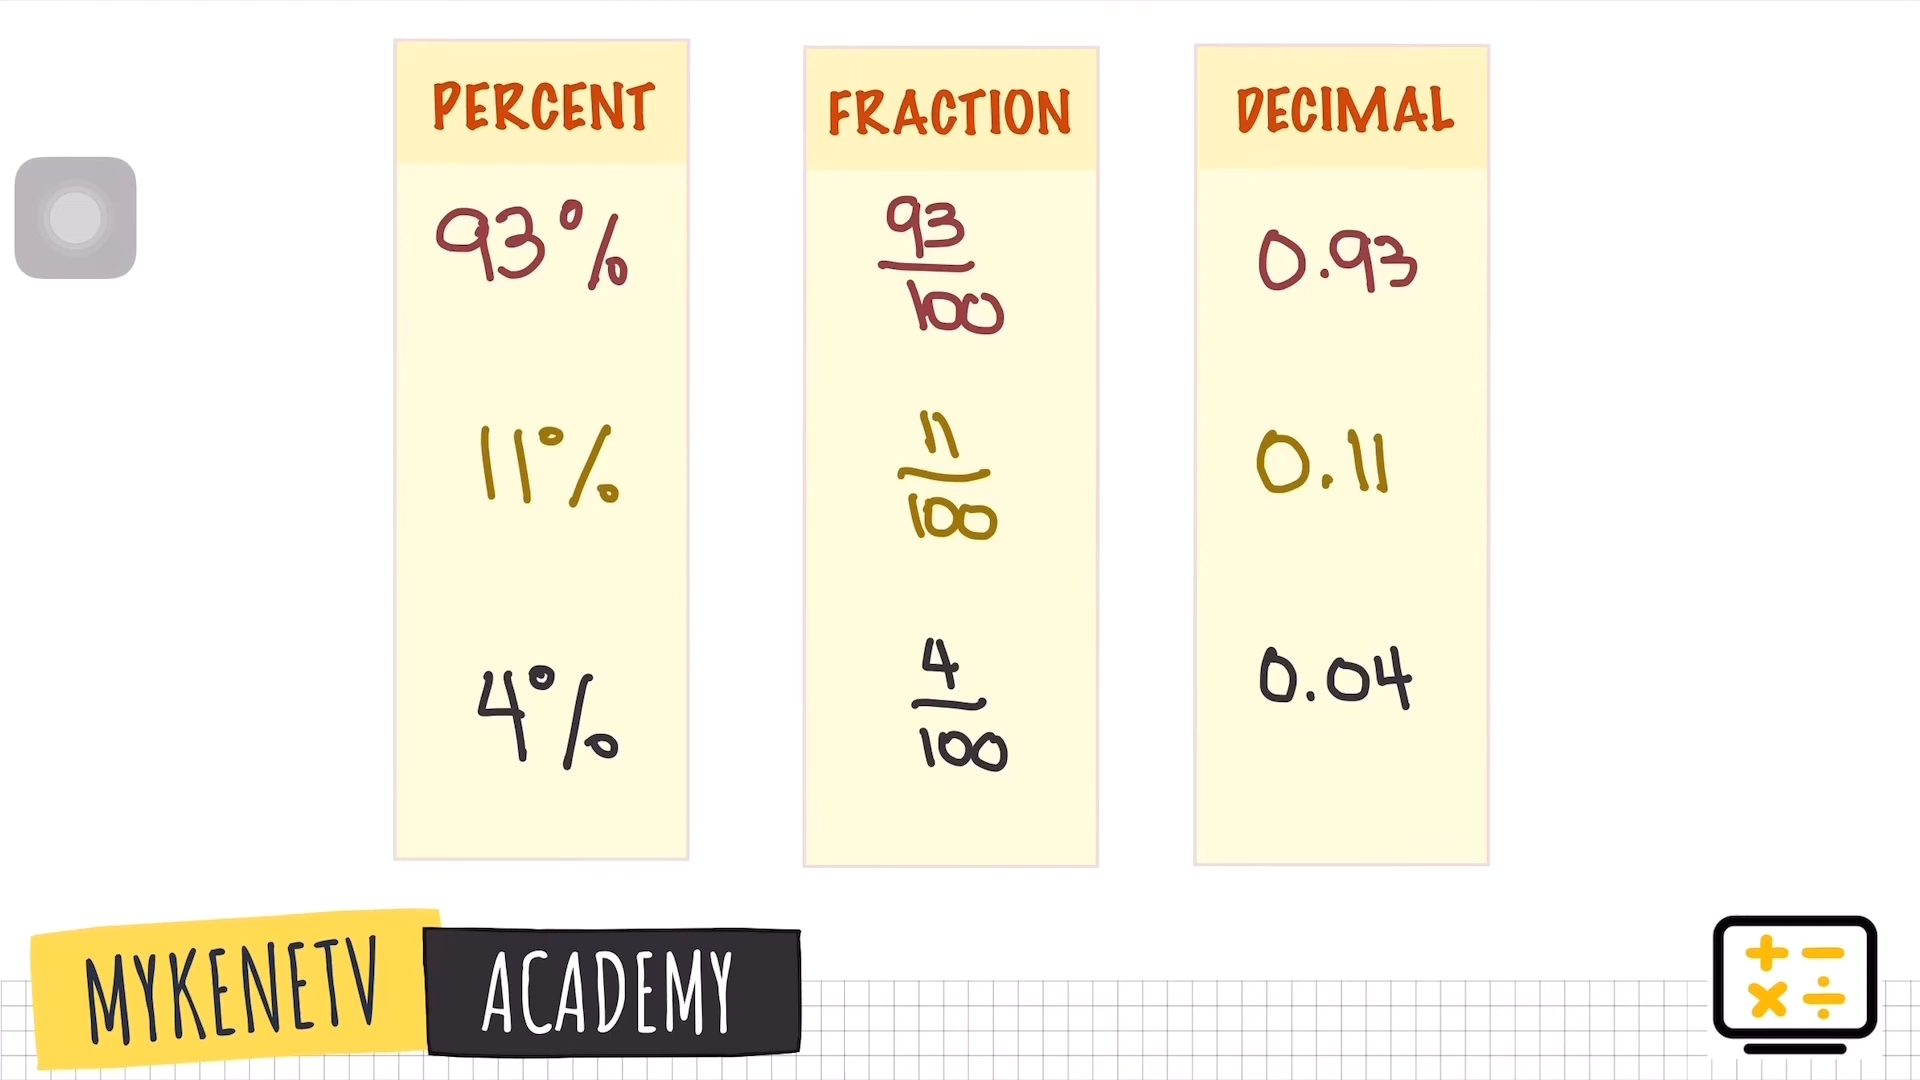 PERCENT FRACTION DECIMAL
93% 93/100 0.93
11% 11/100 0.11
4% 4/100 0.04
MYKENETV ACADEMY
+ −
× ÷